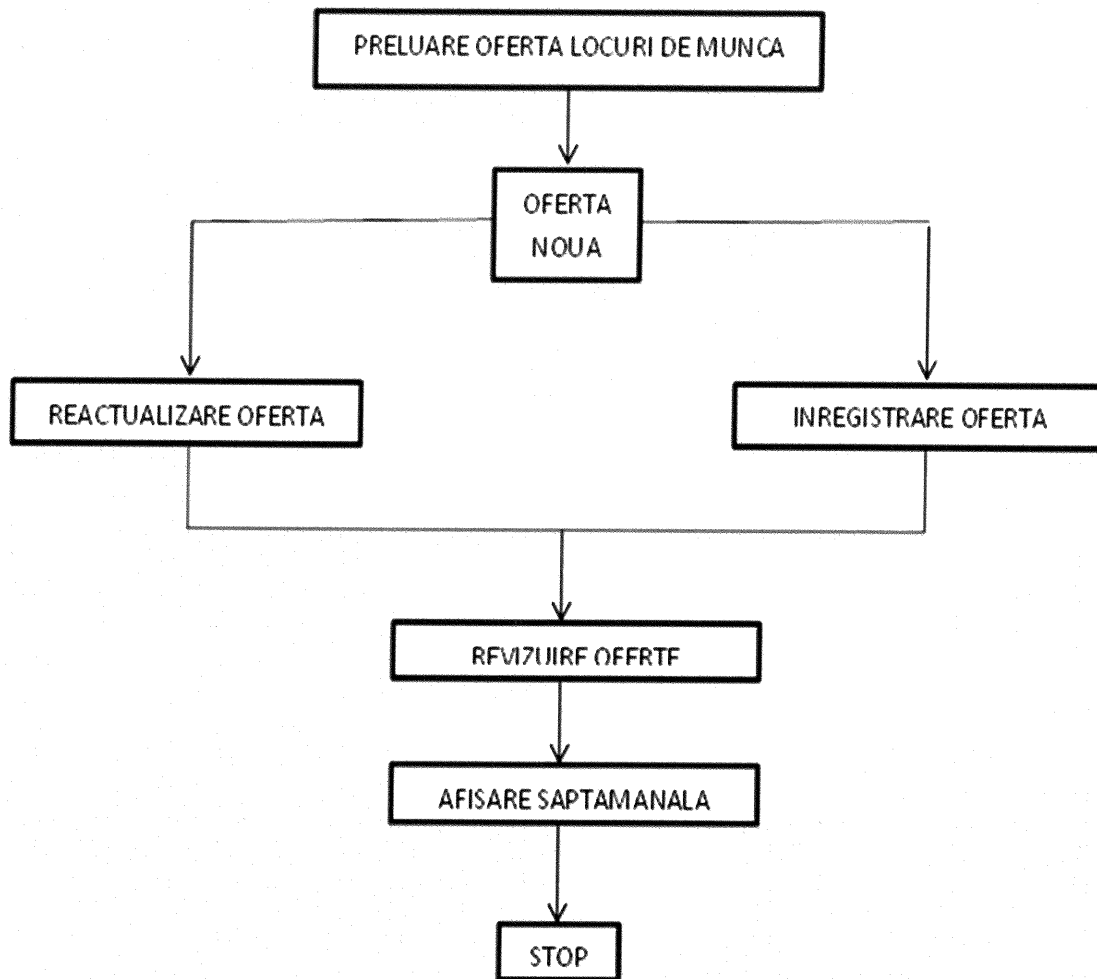 PRELUARE OFERTA LOCURI DE MUNCA
OFERTA
NOUA
REACTUALIZARE OFERTA
INREGISTRARE OFERTA
REVIZUIRE OFERTE
AFISARE SAPTAMANALA
STOP